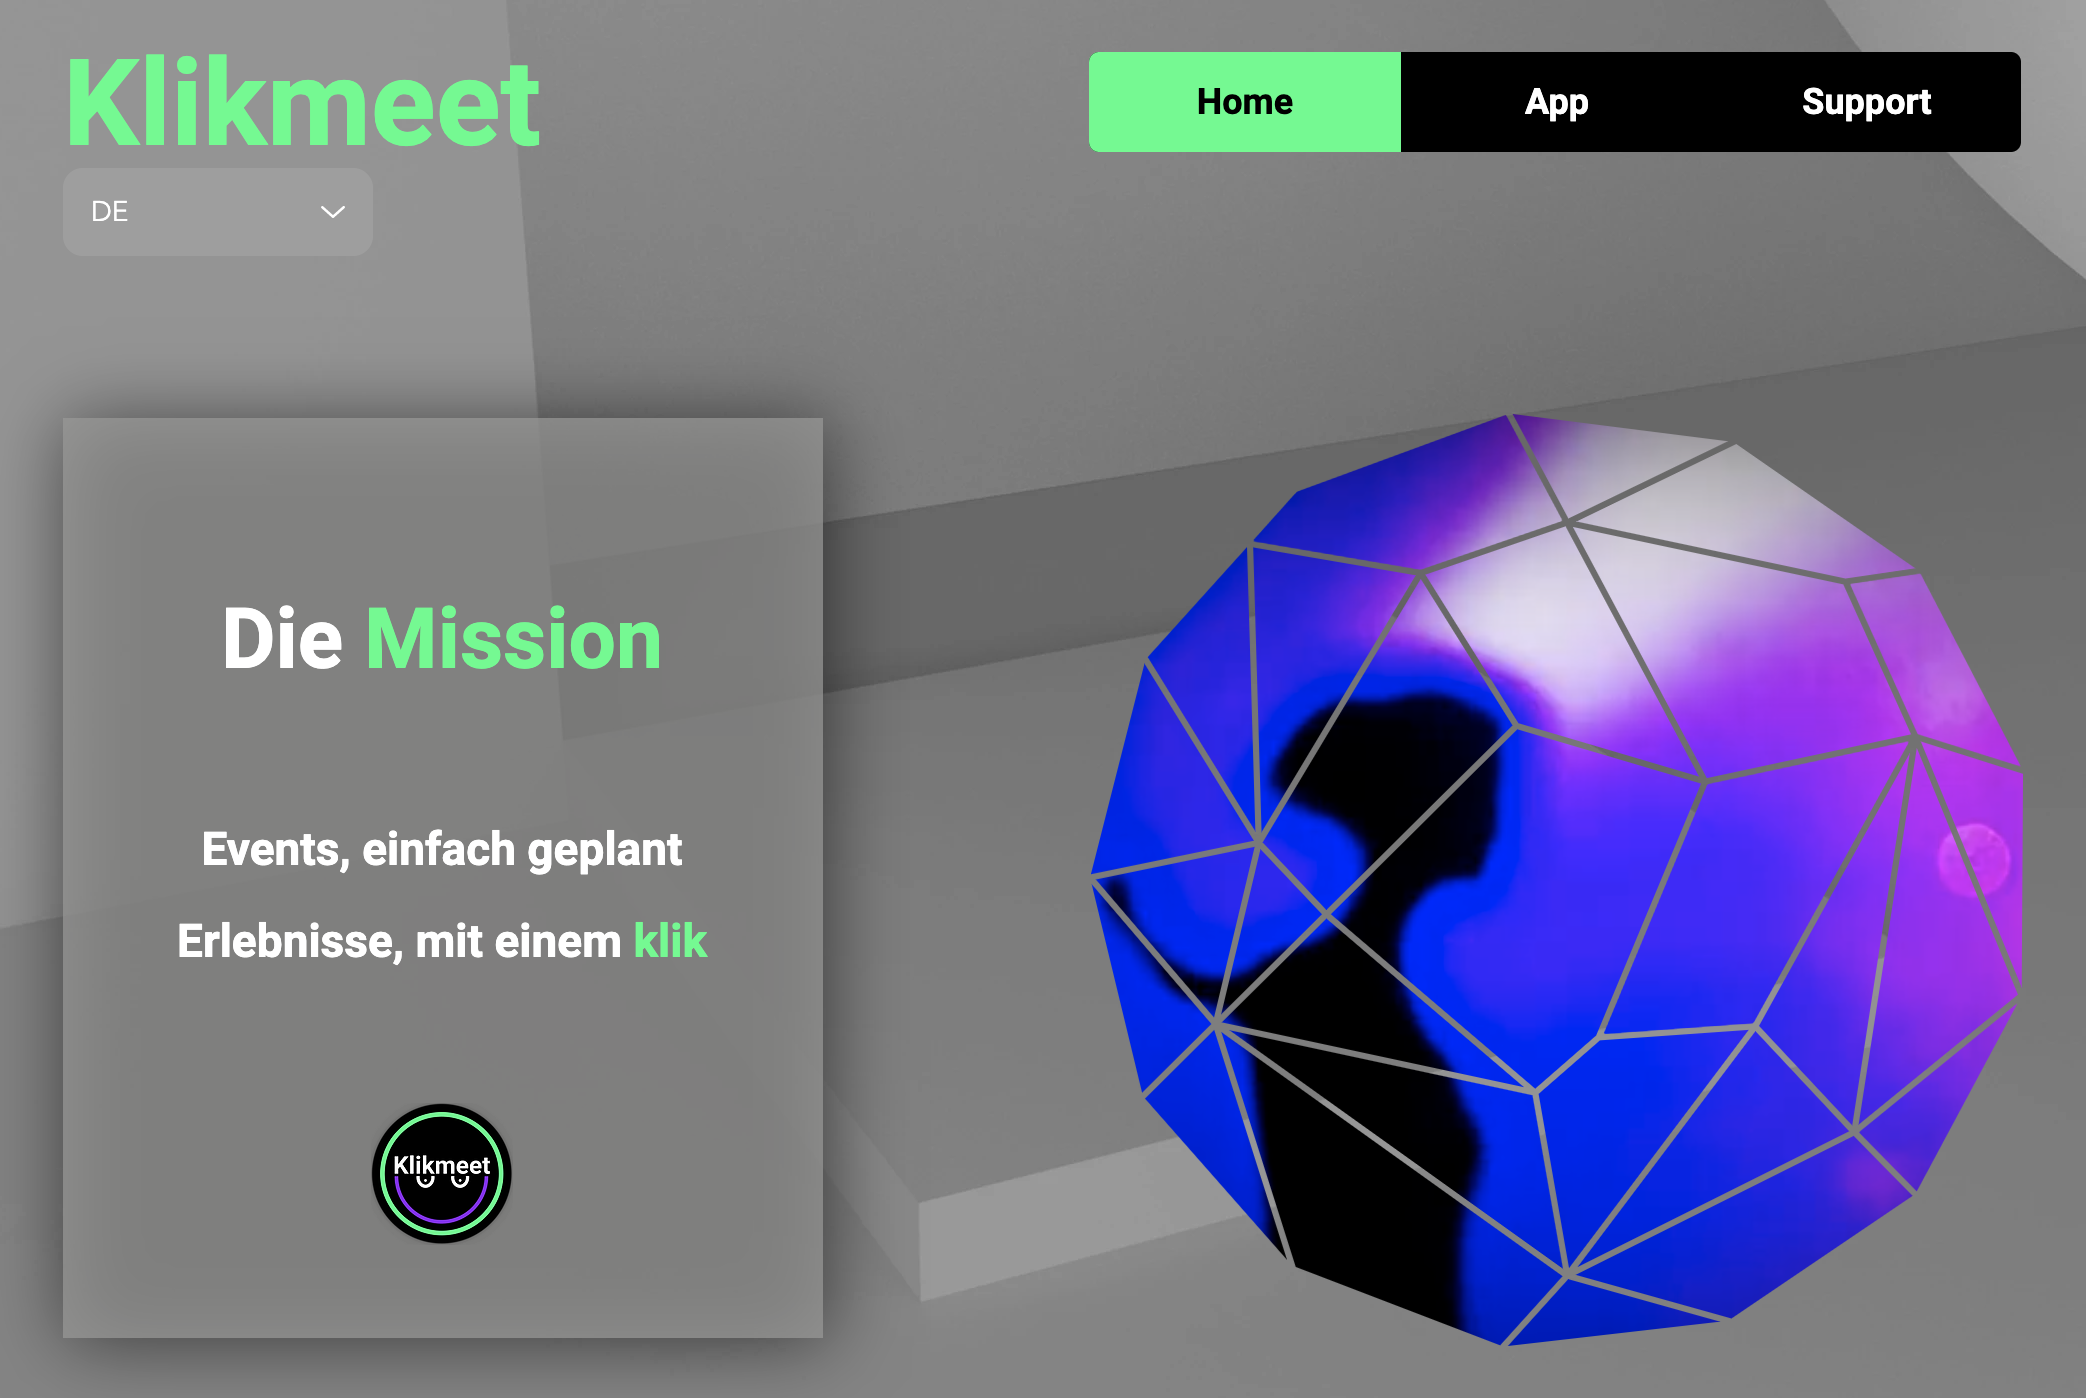 Klikmeet
Home
App
Support
DE
Die Mission
Events, einfach geplant
Erlebnisse, mit einem klik
Klikmeet